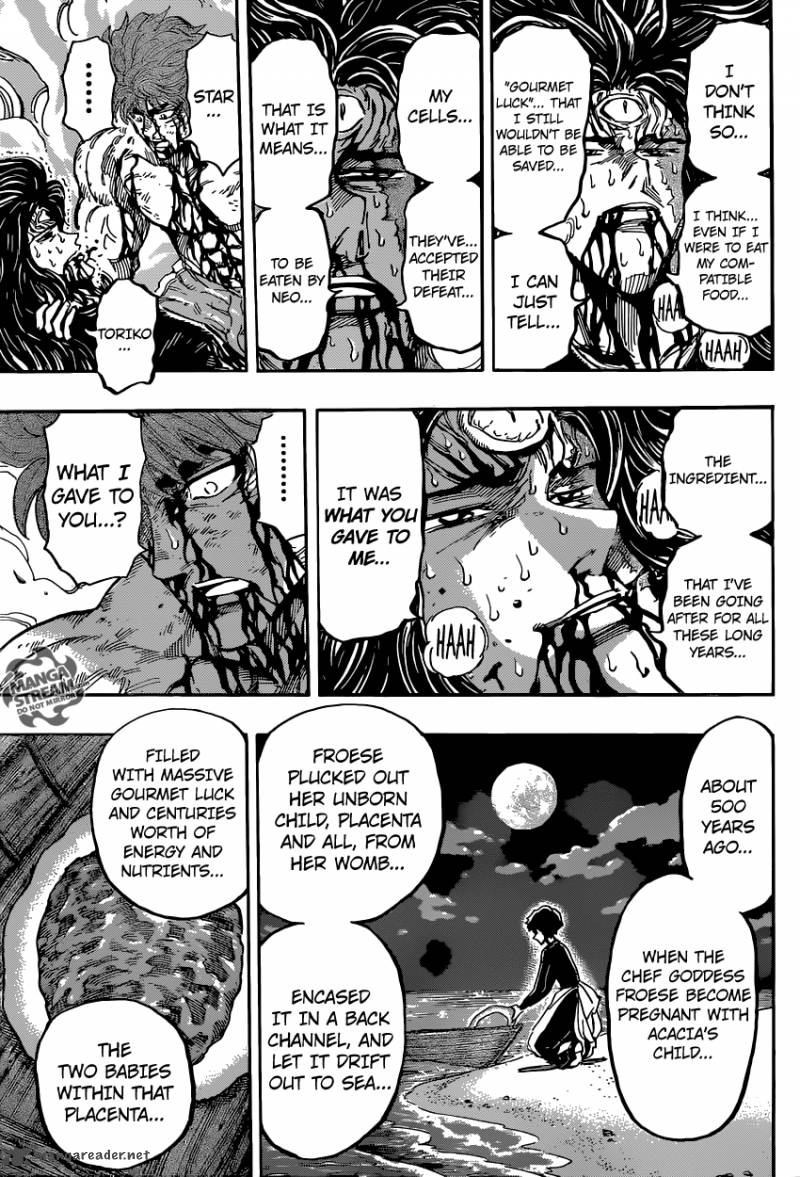 I
DON'T
THINK
SO...
I THINK...
EVEN IF I
WERE TO EAT
MY COM-
PATIBLE
FOOD...
HAAH
HAAH
"GOURMET
LUCK"... THAT
I STILL
WOULDN'T BE
ABLE TO BE
SAVED...
I CAN
JUST
TELL...
MY
CELLS...
THEY'VE...
ACCEPTED
THEIR
DEFEAT...
THAT IS
WHAT IT
MEANS...
TO BE
EATEN BY
NEO...
STAR
...
......
TORIKO
...
THE
INGREDIENT...
THAT I'VE
BEEN GOING
AFTER FOR ALL
THESE LONG
YEARS...
HAAH
IT WAS
WHAT YOU
GAVE TO
ME...
HAAH
........
WHAT I
GAVE TO
YOU...?
MANGA
STREAM
DO NOT MIRROR
ABOUT
500
YEARS
AGO...
WHEN THE
CHEF GODDESS
FROESE BECOME
PREGNANT WITH
ACACIA'S
CHILD...
FROESE
PLUCKED OUT
HER UNBORN
CHILD, PLACENTA
AND ALL, FROM
HER WOMB...
ENCASED
IT IN A BACK
CHANNEL, AND
LET IT DRIFT
OUT TO SEA...
FILLED
WITH MASSIVE
GOURMET LUCK
AND CENTURIES
WORTH OF
ENERGY AND
NUTRIENTS...
THE
TWO BABIES
WITHIN THAT
PLACENTA...
mangareader.net